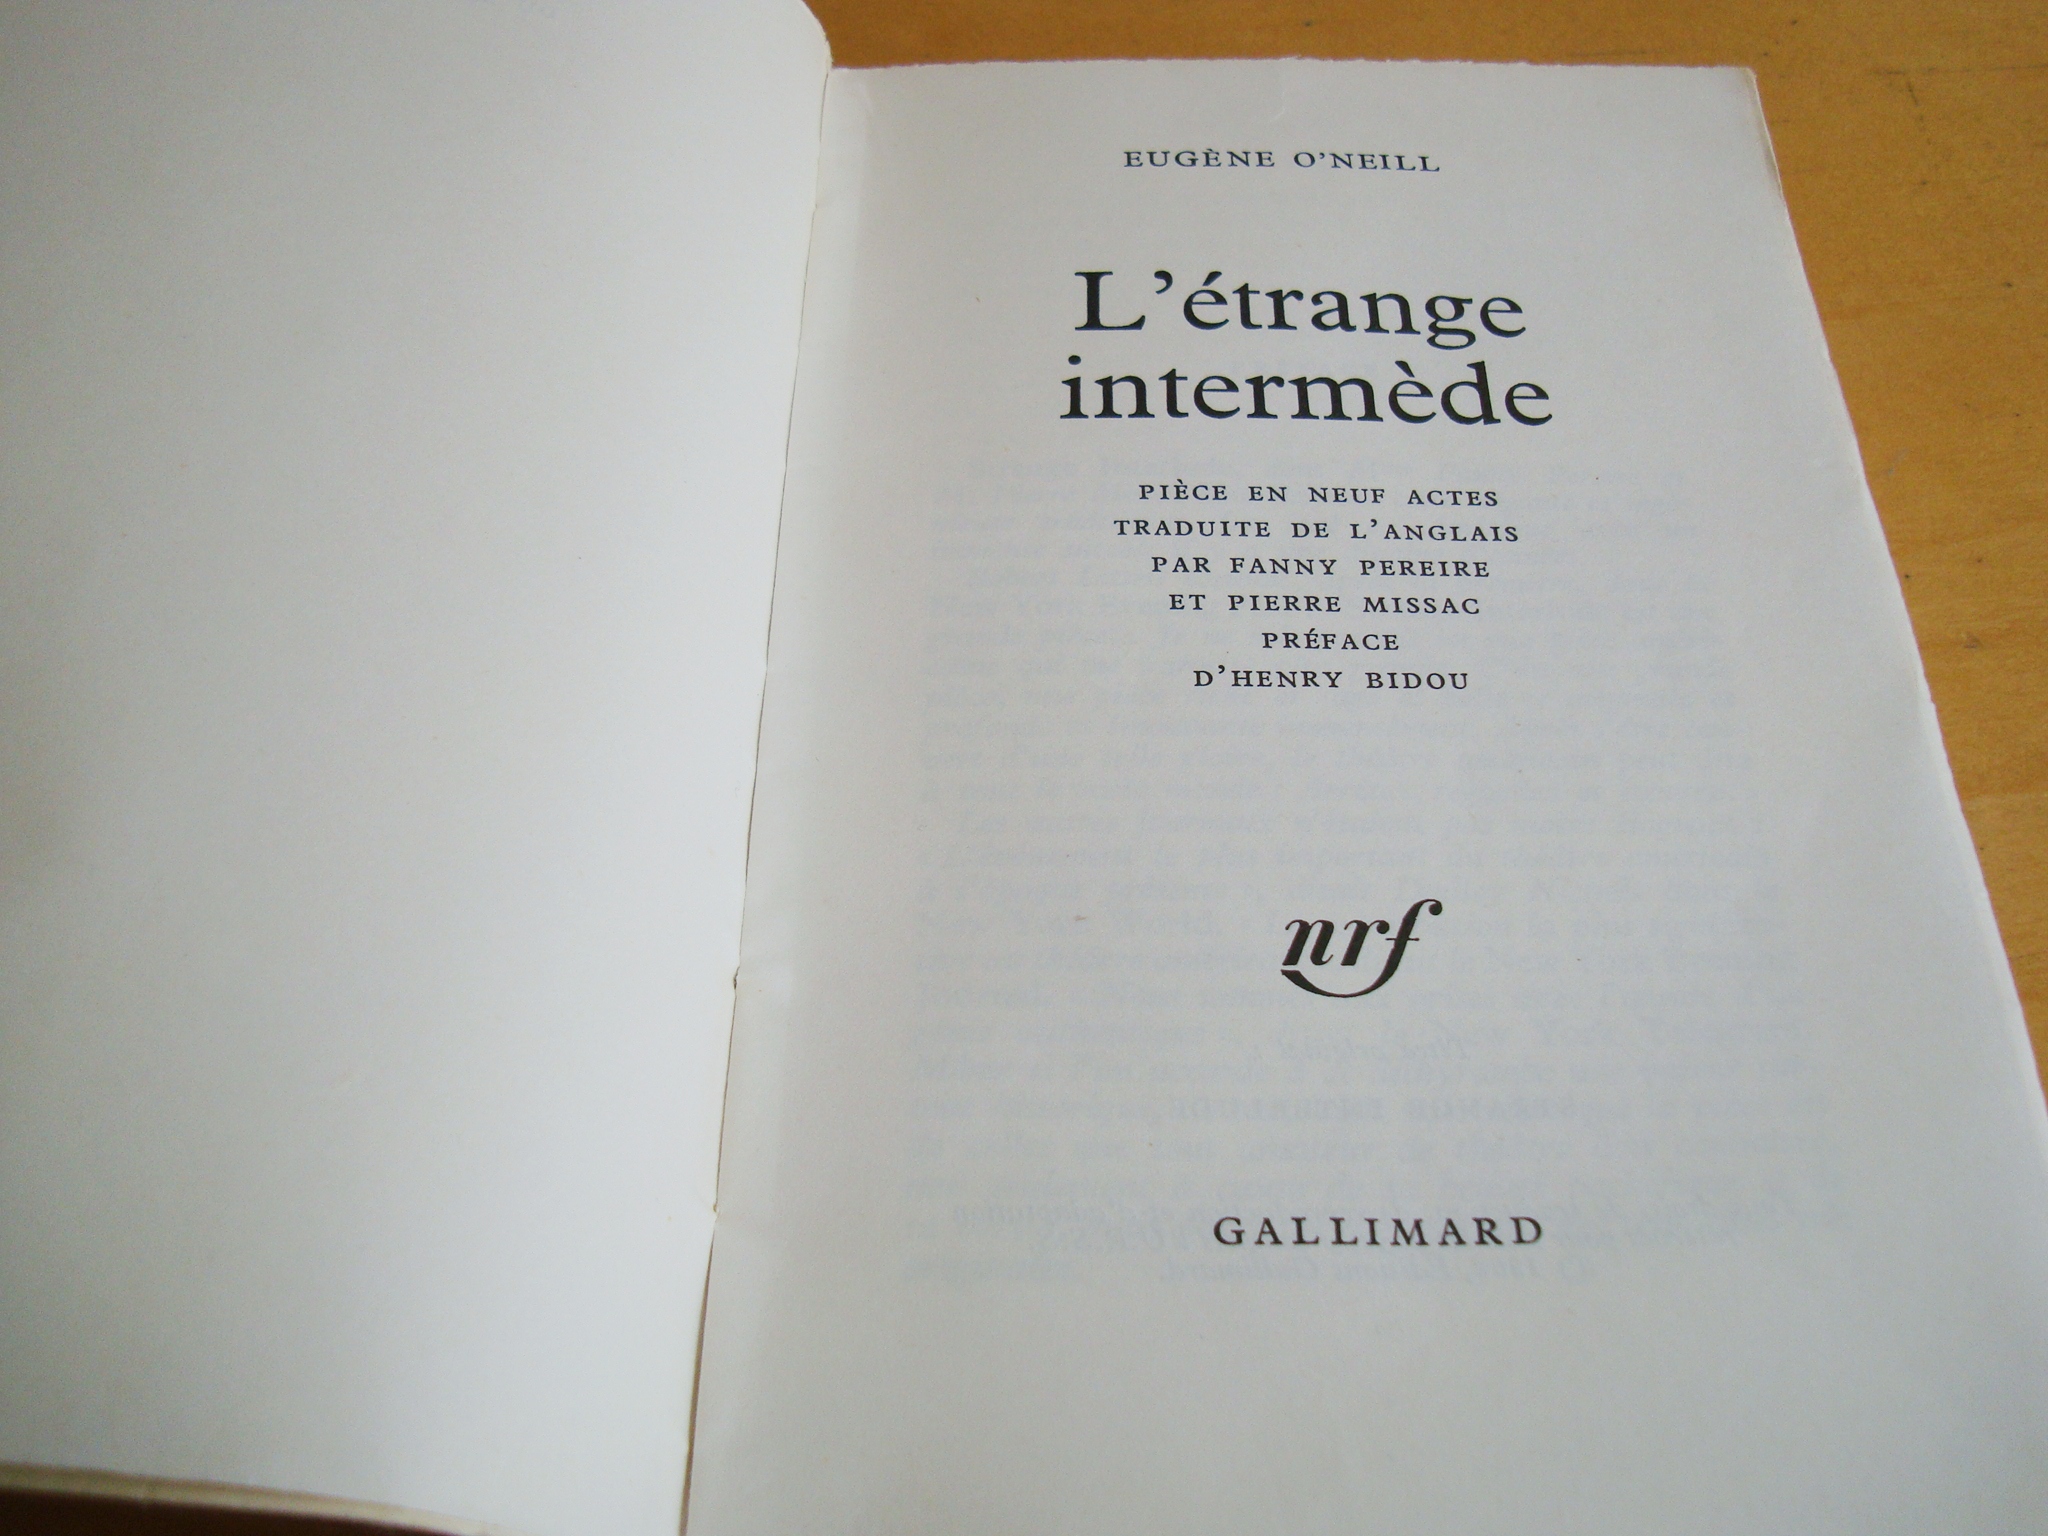 EUGÈNE O'NEILL
L'étrange
intermède
PIÈCE EN NEUF ACTES
TRADUITE DE L'ANGLAIS
PAR FANNY PEREIRE
ET PIERRE MISSAC
PRÉFACE
D'HENRY BIDOU
nrf
GALLIMARD